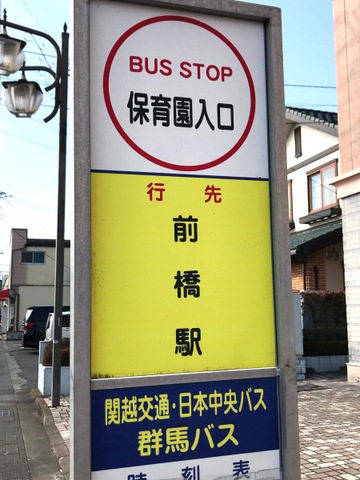 BUS STOP
保育園入口
行先
前橋駅
関越交通・日本中央バス
群馬バス
時刻表